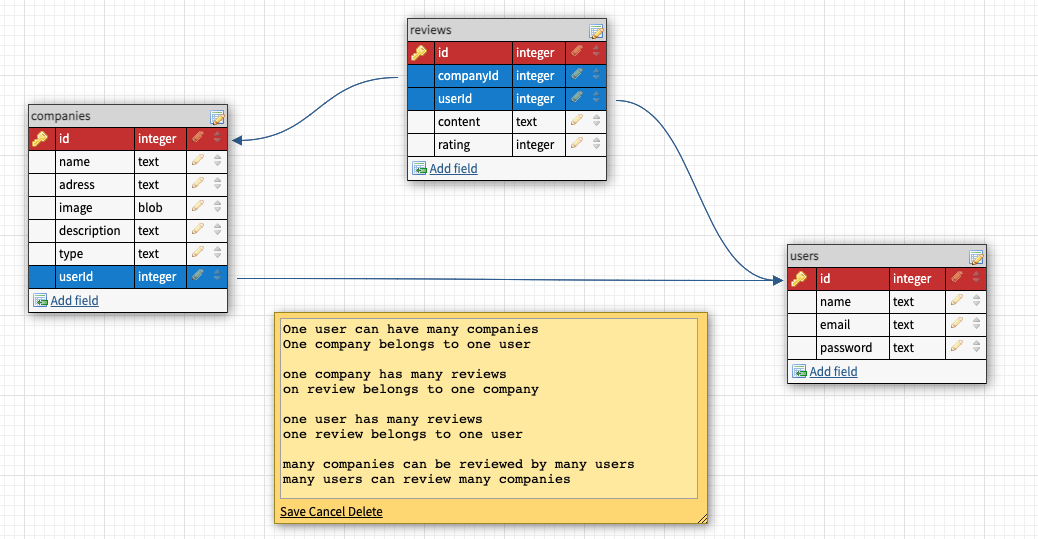 reviews
id integer
companyId integer
userId integer
content text
rating integer
Add field
companies
id integer
name text
adress text
image blob
description text
type text
userId integer
Add field
users
id integer
name text
email text
password text
Add field
One user can have many companies
One company belongs to one user
one company has many reviews
on review belongs to one company
one user has many reviews
one review belongs to one user
many companies can be reviewed by many users
many users can review many companies
Save Cancel Delete